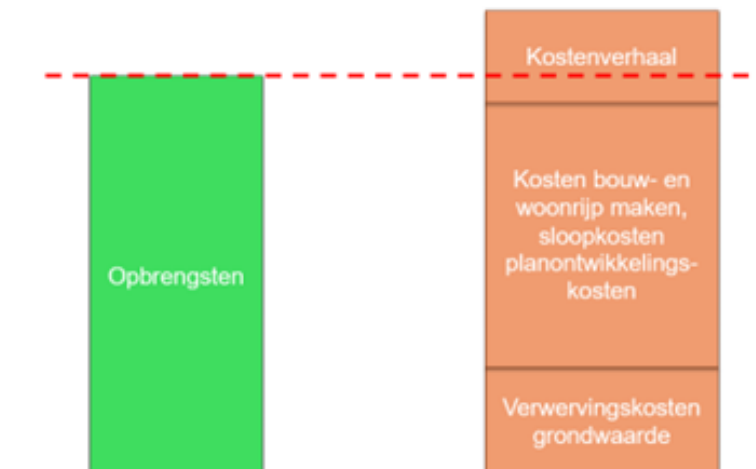 Opbrengsten
Kostenverhaal
Kosten bouw- en
woonrijp maken,
sloopkosten
planontwikkelings-
kosten
Verwervingskosten
grondwaarde